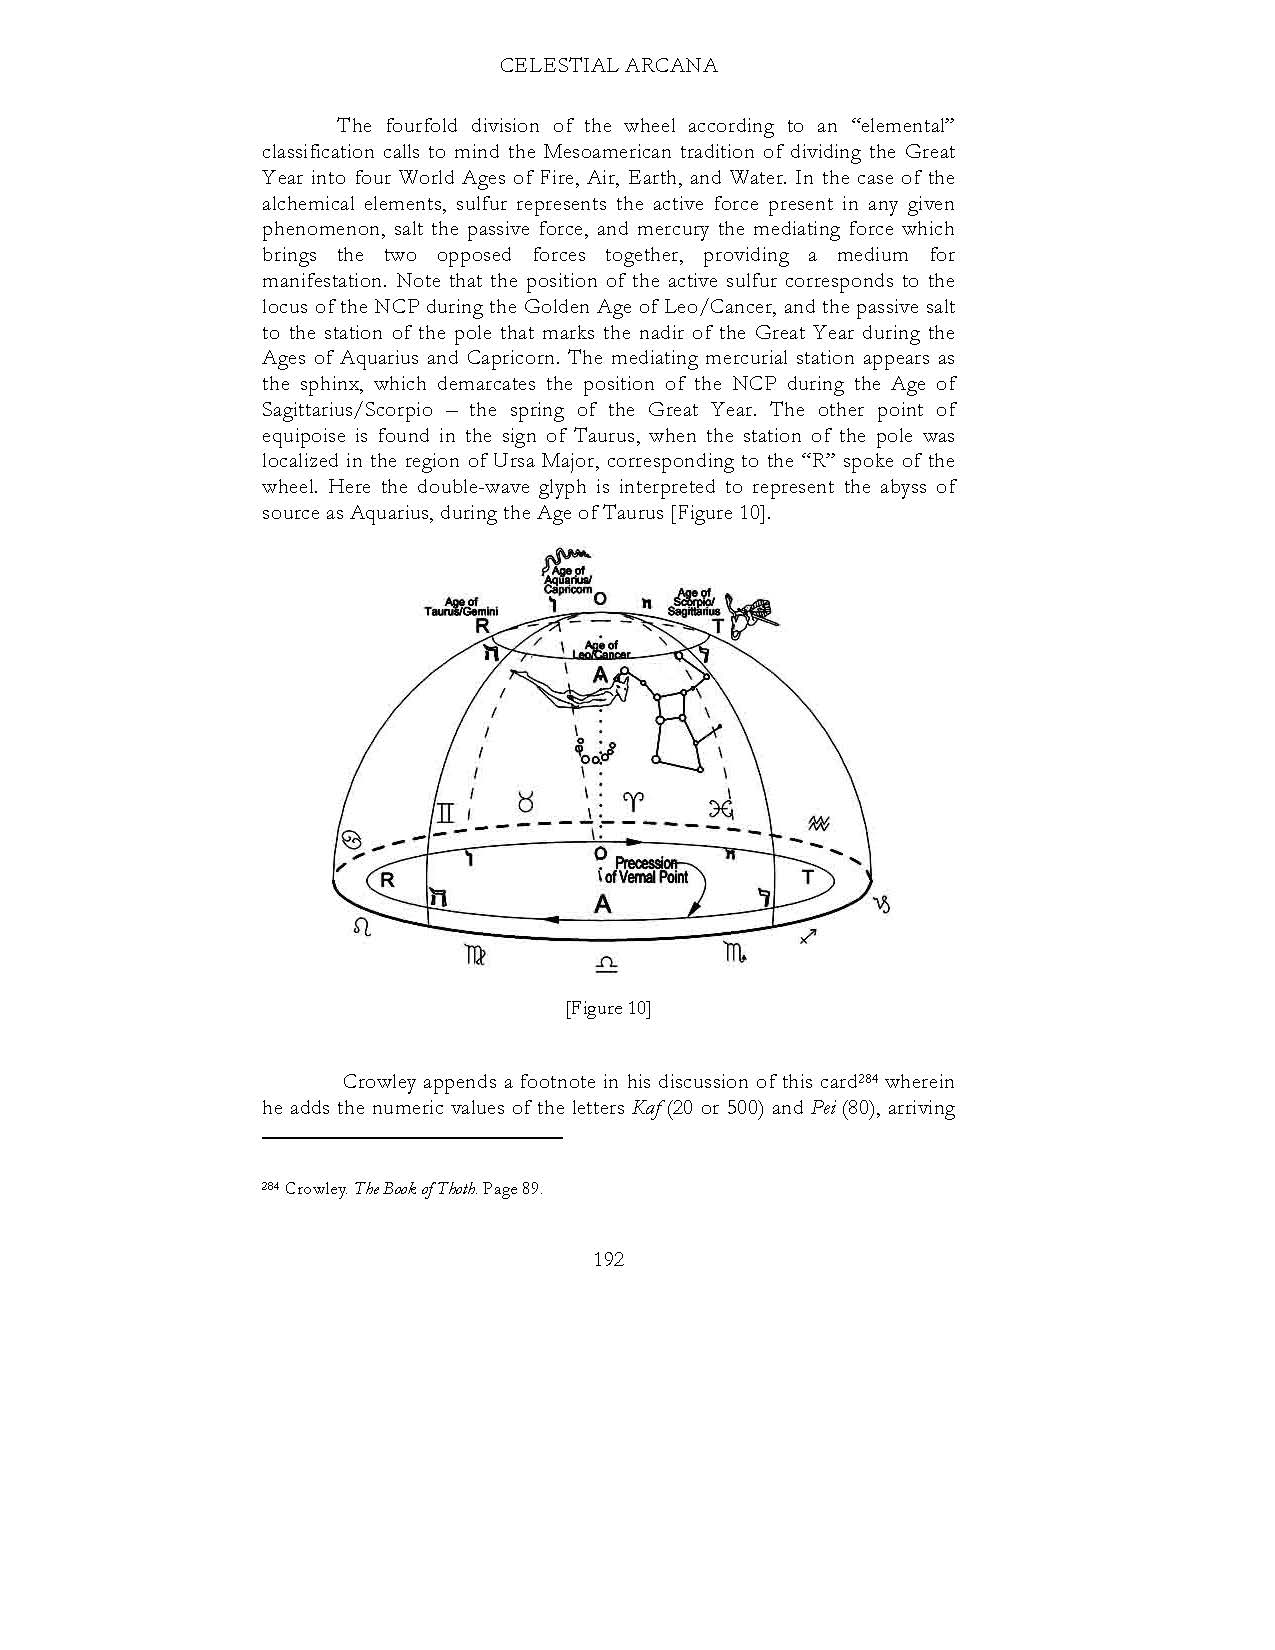 CELESTIAL ARCANA
The fourfold division of the wheel according to an “elemental”
classification calls to mind the Mesoamerican tradition of dividing the Great
Year into four World Ages of Fire, Air, Earth, and Water. In the case of the
alchemical elements, sulfur represents the active force present in any given
phenomenon, salt the passive force, and mercury the mediating force which
brings the two opposed forces together, providing a medium for
manifestation. Note that the position of the active sulfur corresponds to the
locus of the NCP during the Golden Age of Leo/Cancer, and the passive salt
to the station of the pole that marks the nadir of the Great Year during the
Ages of Aquarius and Capricorn. The mediating mercurial station appears as
the sphinx, which demarcates the position of the NCP during the Age of
Sagittarius/Scorpio – the spring of the Great Year. The other point of
equipoise is found in the sign of Taurus, when the station of the pole was
localized in the region of Ursa Major, corresponding to the “R” spoke of the
wheel. Here the double-wave glyph is interpreted to represent the abyss of
source as Aquarius, during the Age of Taurus [Figure 10].
Age of
Aquarius/
Capricorn
ו
O
Age of
Scorpio/
Sagittarius
Age of
Taurus/Gemini
R
T
ה
Age of
Leo/Cancer
A
♊ ♉ ♈ ♓ ♒
♋
ו
O
Precession
of Vernal Point
R
T
ה
A
♑
♌
♍
♎
♏
♐
[Figure 10]
Crowley appends a footnote in his discussion of this card²⁸⁴ wherein
he adds the numeric values of the letters Kaf (20 or 500) and Pei (80), arriving
²⁸⁴ Crowley. The Book of Thoth. Page 89.
192